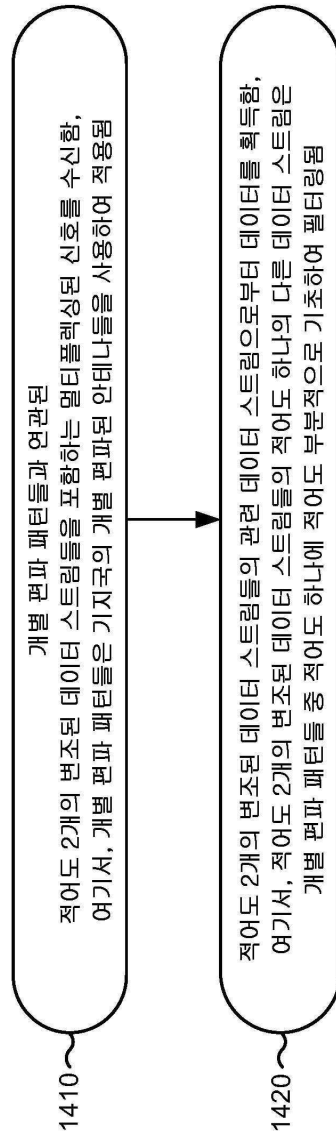 개별 편파 패턴들과 연관된
적어도 2개의 변조된 데이터 스트림들을 포함하는 멀티플렉싱된 신호를 수신함,
여기서, 개별 편파 패턴들은 기지국의 개별 편파된 안테나들을 사용하여 적용됨
1410
적어도 2개의 변조된 데이터 스트림들의 관련 데이터 스트림으로부터 데이터를 획득함,
여기서, 적어도 2개의 변조된 데이터 스트림들의 적어도 하나의 다른 데이터 스트림은
개별 편파 패턴들 중 적어도 하나에 적어도 부분적으로 기초하여 필터링됨
1420